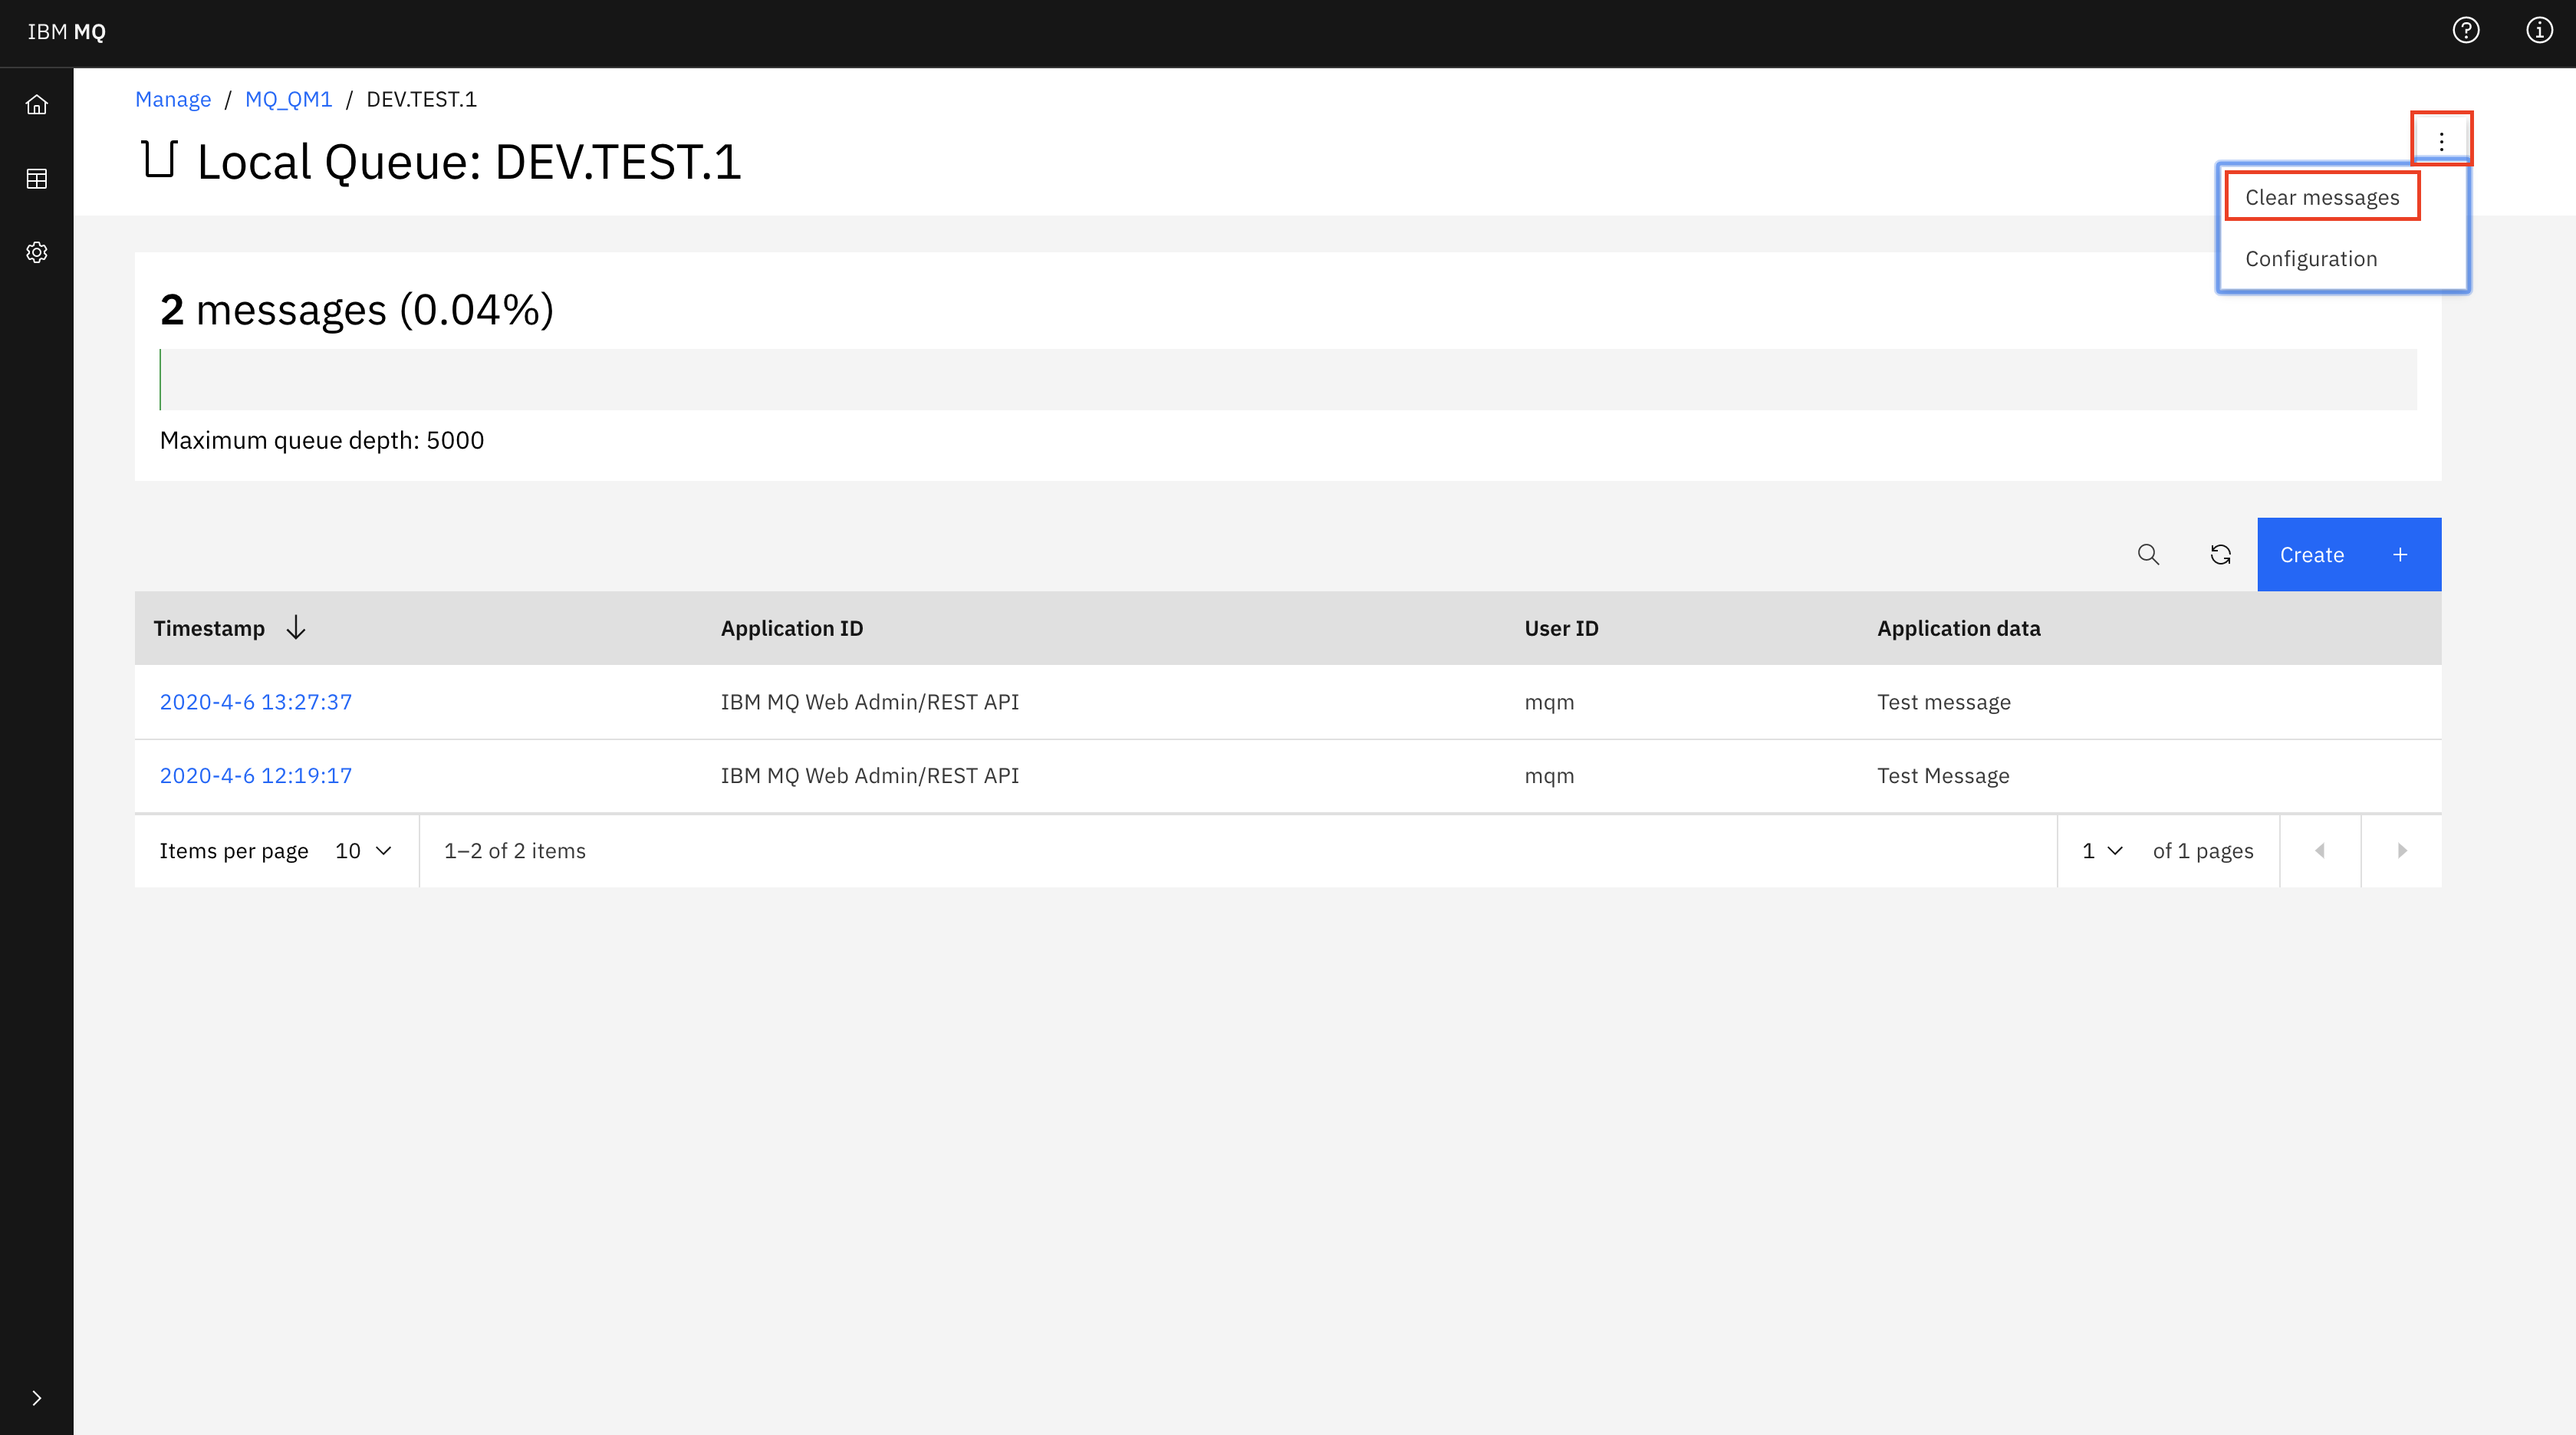 IBM MQ
Manage / MQ_QM1 / DEV.TEST.1
Local Queue: DEV.TEST.1
Clear messages
Configuration
2 messages (0.04%)
Maximum queue depth: 5000
Create +
Timestamp Application ID User ID Application data
2020-4-6 13:27:37 IBM MQ Web Admin/REST API mqm Test message
2020-4-6 12:19:17 IBM MQ Web Admin/REST API mqm Test Message
Items per page 10 1–2 of 2 items 1 of 1 pages